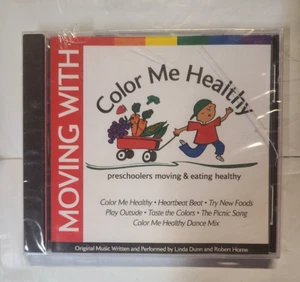 MOVING WITH
Color Me Healthy
preschoolers moving & eating healthy
Color Me Healthy • Heartbeat Beat • Try New Foods
Play Outside • Taste the Colors • The Picnic Song
Color Me Healthy Dance Mix
Original Music Written and Performed by Linda Dunn and Robert